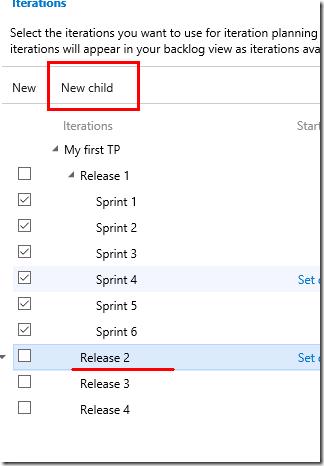 Iterations
Select the iterations you want to use for iteration planning
iterations will appear in your backlog view as iterations ava
New New child
Iterations Start
My first TP
Release 1
Sprint 1
Sprint 2
Sprint 3
Sprint 4 Set d
Sprint 5
Sprint 6
Release 2 Set d
Release 3
Release 4